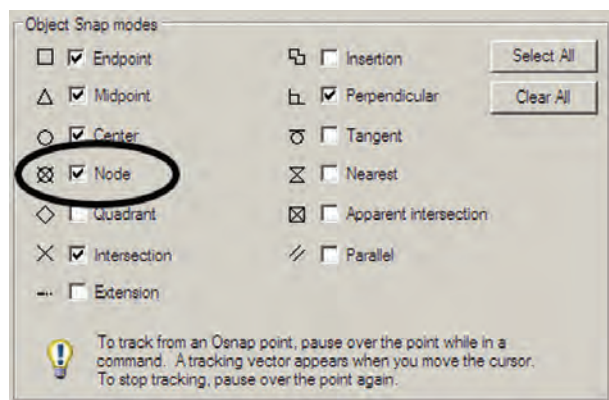 Object Snap modes
Endpoint
Midpoint
Center
Node
Quadrant
Intersection
Extension
Insertion
Perpendicular
Tangent
Nearest
Apparent intersection
Parallel
Select All
Clear All
To track from an Osnap point, pause over the point while in a
command. A tracking vector appears when you move the cursor.
To stop tracking, pause over the point again.